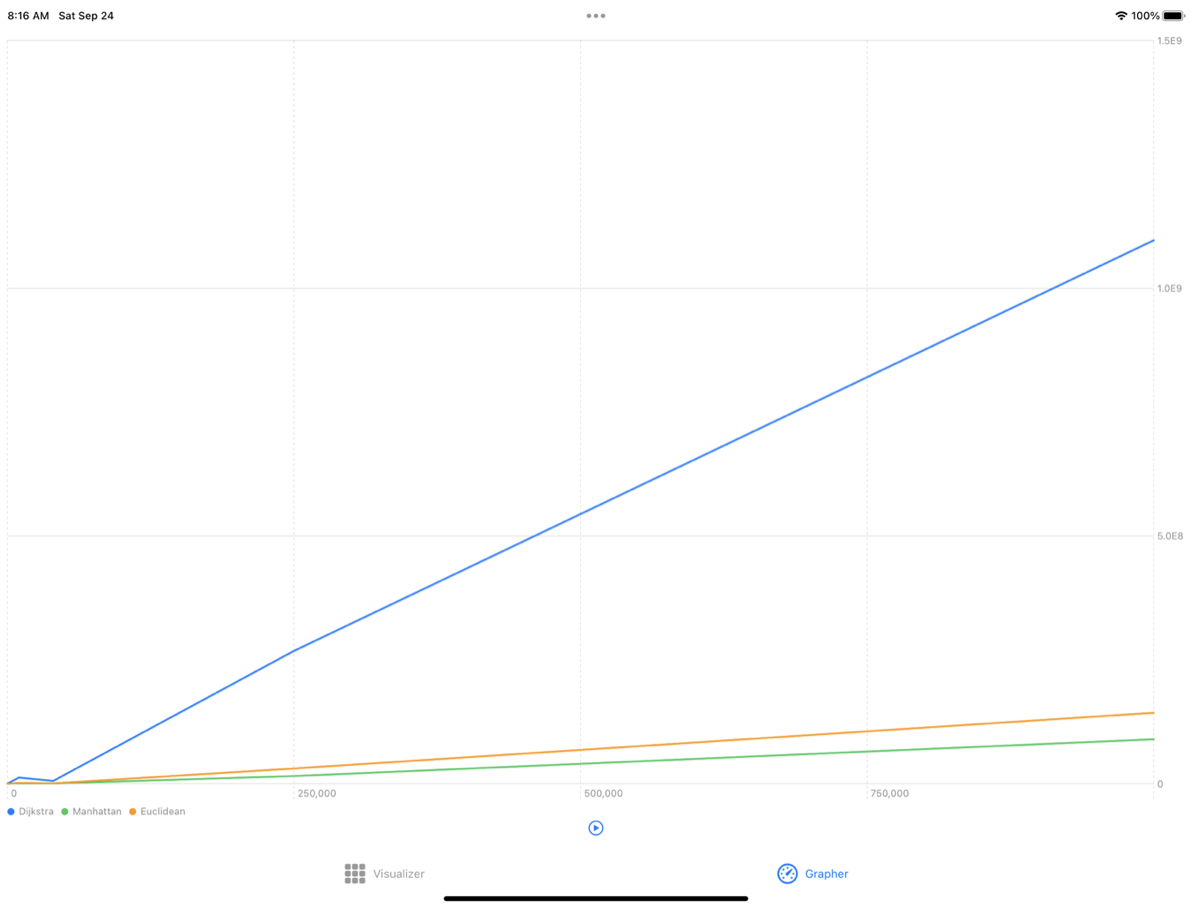 8:16 AM Sat Sep 24
100%
1.5E9
1.0E9
5.0E8
0
0 250,000 500,000 750,000
Dijkstra Manhattan Euclidean
Visualizer Grapher